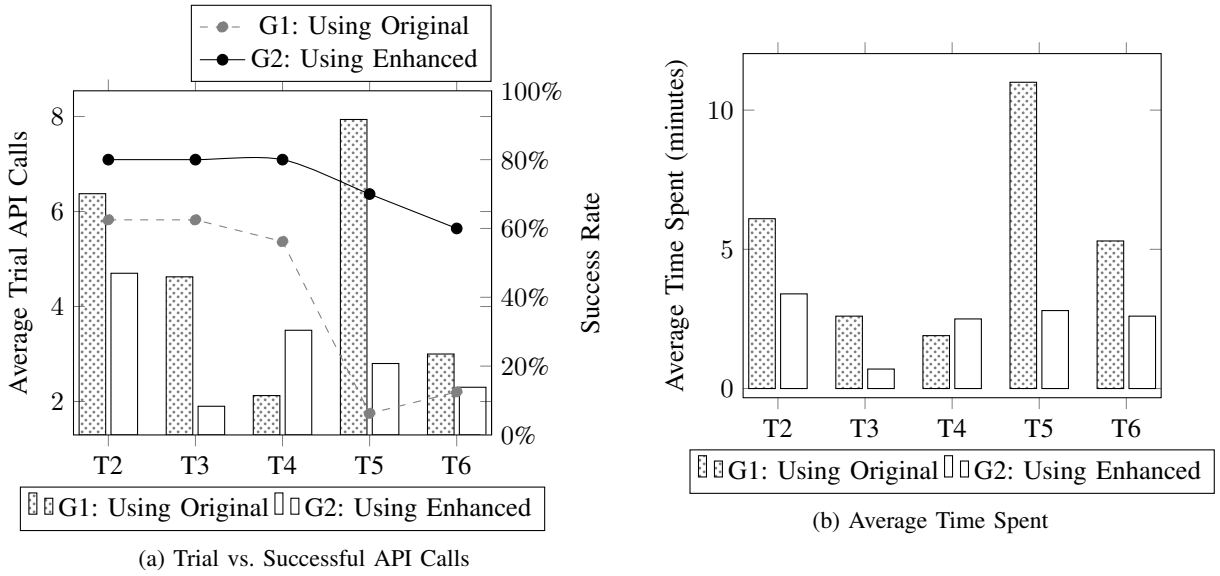 G1: Using Original
G2: Using Enhanced
Average Trial API Calls
8
6
4
2
100%
80%
60%
40%
20%
0%
Success Rate
T2 T3 T4 T5 T6
G1: Using Original G2: Using Enhanced
(a) Trial vs. Successful API Calls
Average Time Spent (minutes)
10
5
0
T2 T3 T4 T5 T6
G1: Using Original G2: Using Enhanced
(b) Average Time Spent